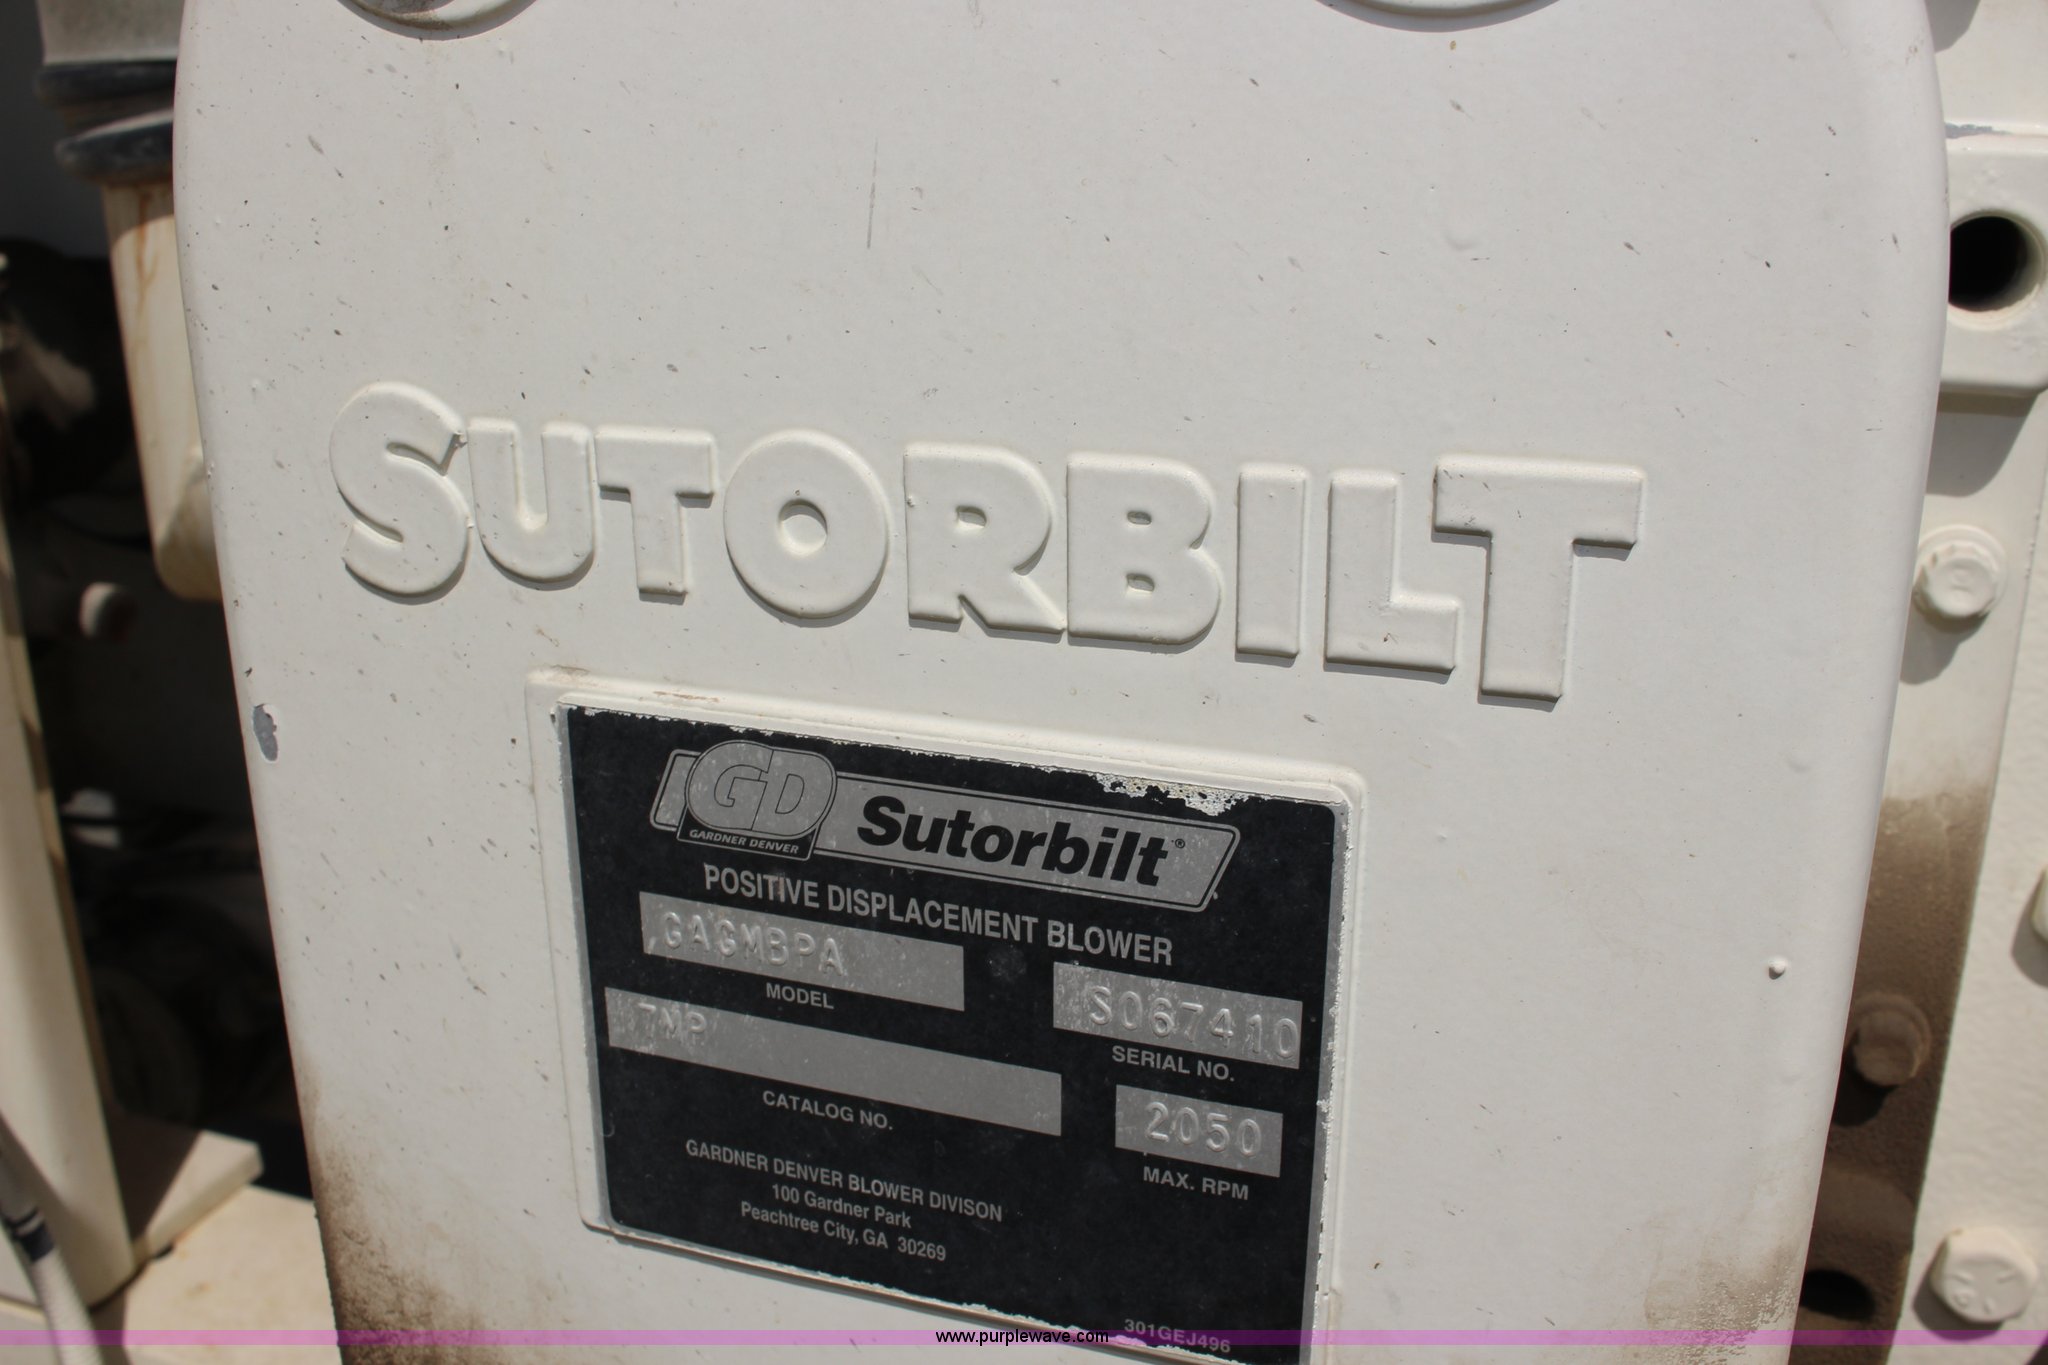 SUTORBILT
GD
GARDNER DENVER
Sutorbilt®
POSITIVE DISPLACEMENT BLOWER
GAGMBPA
MODEL
S067410
SERIAL NO.
7MP
CATALOG NO.
2050
MAX. RPM
GARDNER DENVER BLOWER DIVISON
100 Gardner Park
Peachtree City, GA 30269
301GEJ496
www.purplewave.com